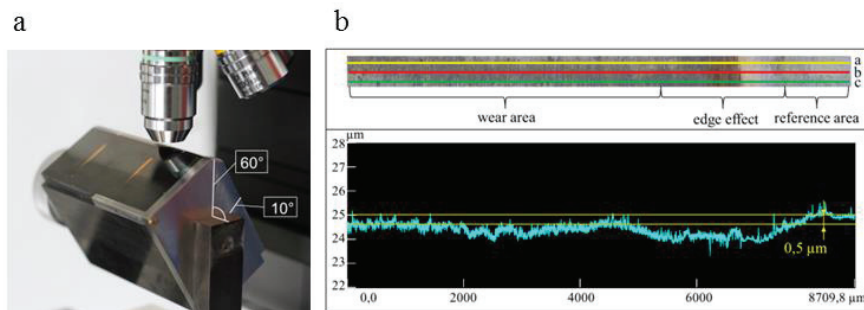 a
b
60°
10°
a
b
c
wear area
edge effect
reference area
µm
28
27
26
25
24
23
22
0,5 µm
0,0
2000
4000
6000
8709,8 µm